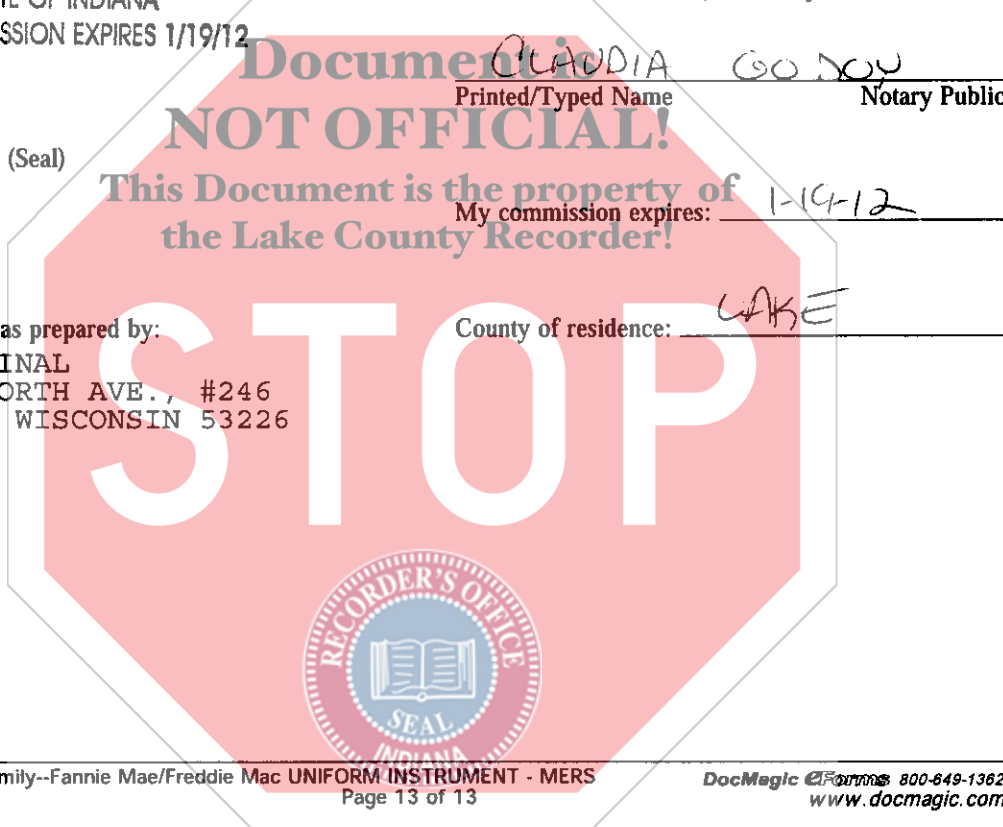 OF INDIANA
SSION EXPIRES 1/19/12
CLAUDIA GODOY
Printed/Typed Name Notary Public
(Seal)
Document is
NOT OFFICIAL!
This Document is the property of
the Lake County Recorder!
My commission expires: 1-19-12
as prepared by:
County of residence: LAKE
INAL
ORTH AVE., #246
WISCONSIN 53226
STOP
RECORDER'S OFFICE
SEAL
INDIANA
mily--Fannie Mae/Freddie Mac UNIFORM INSTRUMENT - MERS
Page 13 of 13
DocMagic eForms 800-649-1362
www.docmagic.com